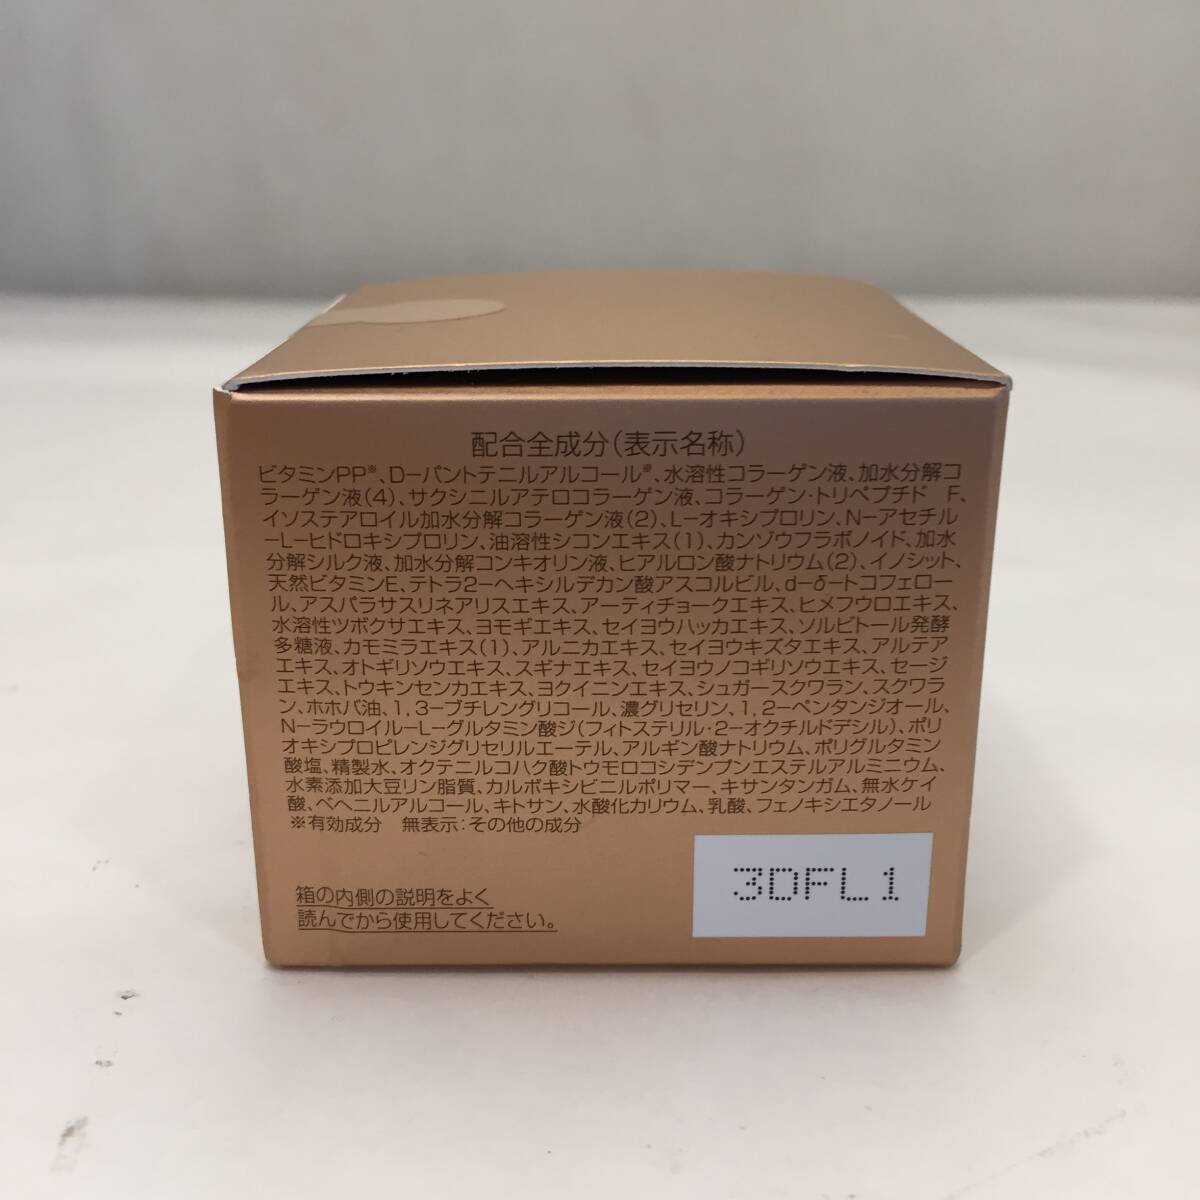 配合全成分(表示名称)
ビタミンPP※、D−パントテニルアルコール※、水溶性コラーゲン液、加水分解コ
ラーゲン液(4)、サクシニルアテロコラーゲン液、コラーゲン・トリペプチド F、
イソステアロイル加水分解コラーゲン液(2)、L−オキシプロリン、N−アセチル
−L−ヒドロキシプロリン、油溶性シコンエキス(1)、カンゾウフラボノイド、加水
分解シルク液、加水分解コンキオリン液、ヒアルロン酸ナトリウム(2)、イノシット、
天然ビタミンE、テトラ2−ヘキシルデカン酸アスコルビル、d−δ−トコフェロ
ール、アスパラサスリネアリスエキス、アーティチョークエキス、ヒメフウロエキス、
水溶性ツボクサエキス、ヨモギエキス、セイヨウハッカエキス、ソルビトール発酵
多糖液、カモミラエキス(1)、アルニカエキス、セイヨウキズタエキス、アルテア
エキス、オトギリソウエキス、スギナエキス、セイヨウノコギリソウエキス、セージ
エキス、トウキンセンカエキス、ヨクイニンエキス、シュガースクワラン、スクワラ
ン、ホホバ油、1,3−ブチレングリコール、濃グリセリン、1,2−ペンタンジオール、
N−ラウロイル−L−グルタミン酸ジ(フィトステリル・2−オクチルドデシル)、ポリ
オキシプロピレンジグリセリルエーテル、アルギン酸ナトリウム、ポリグルタミン
酸塩、精製水、オクテニルコハク酸トウモロコシデンプンエステルアルミニウム、
水素添加大豆リン脂質、カルボキシビニルポリマー、キサンタンガム、無水ケイ
酸、ベヘニルアルコール、キトサン、水酸化カリウム、乳酸、フェノキシエタノール
※有効成分 無表示:その他の成分
箱の内側の説明をよく
読んでから使用してください。
3DFL1